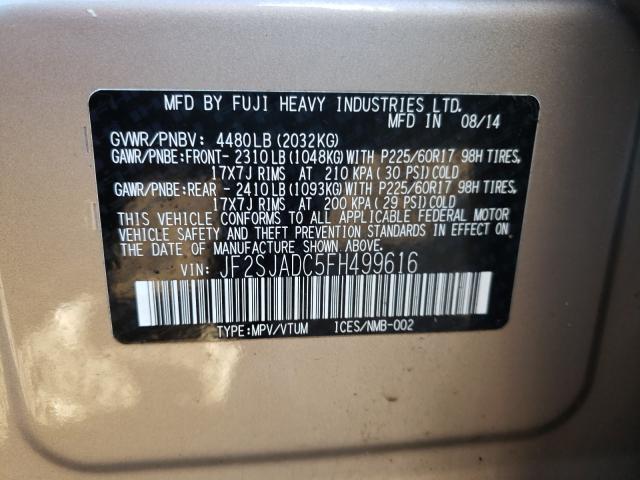 MFD BY FUJI HEAVY INDUSTRIES LTD.
MFD IN 08/14
GVWR/PNBV: 4480LB (2032KG)
GAWR/PNBE:FRONT- 2310LB (1048KG) WITH P225/60R17 98H TIRES,
17X7J RIMS AT 210 KPA (30 PSI) COLD
GAWR/PNBE:REAR - 2410LB (1093KG) WITH P225/60R17 98H TIRES,
17X7J RIMS AT 200 KPA (29 PSI) COLD
THIS VEHICLE CONFORMS TO ALL APPLICABLE FEDERAL MOTOR
VEHICLE SAFETY AND THEFT PREVENTION STANDARDS IN EFFECT ON
THE DATE OF MANUFACTURE SHOWN ABOVE.
VIN: JF2SJADC5FH499616
TYPE:MPV/VTUM ICES/NMB-002